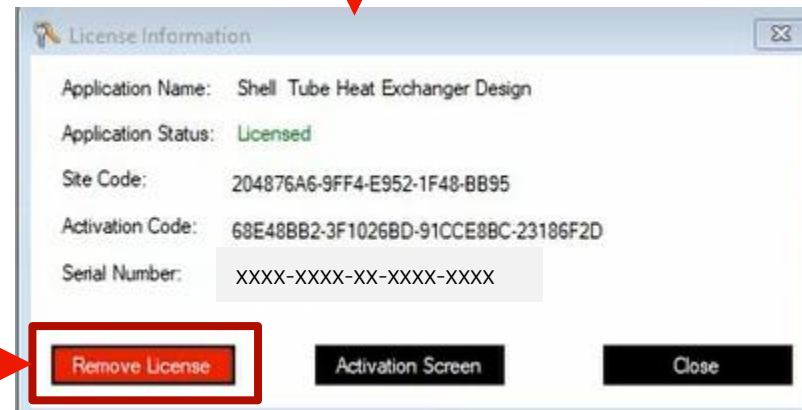 License Information
Application Name: Shell Tube Heat Exchanger Design
Application Status: Licensed
Site Code: 204876A6-9FF4-E952-1F48-BB95
Activation Code: 68E48BB2-3F1026BD-91CCE8BC-23186F2D
Serial Number: XXXX-XXXX-XX-XXXX-XXXX
Remove License Activation Screen Close